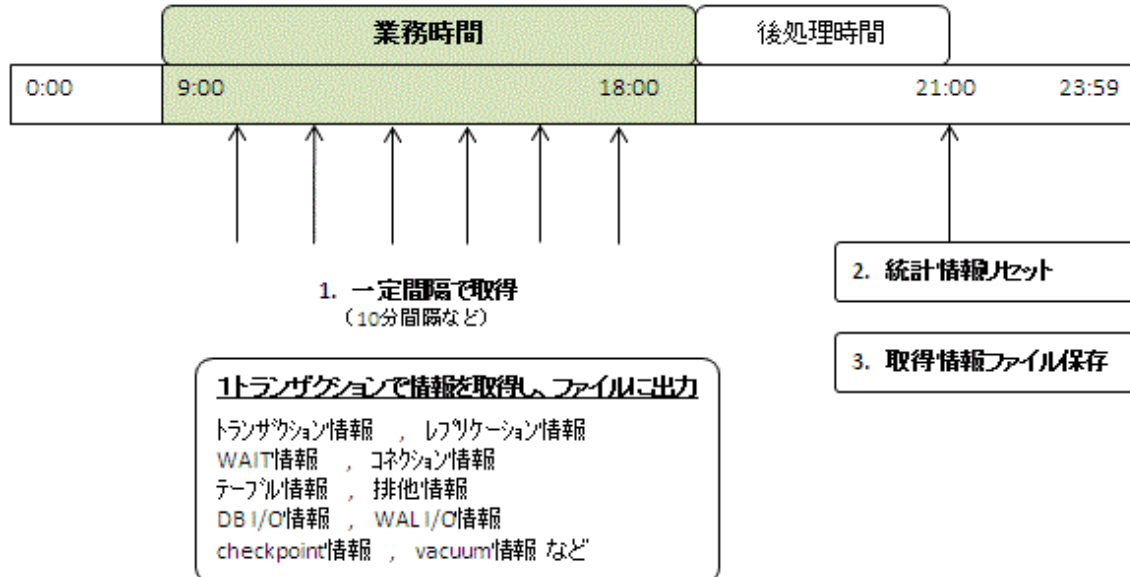 業務時間 後処理時間
0:00 9:00 18:00 21:00 23:59
1. 一定間隔で取得
(10分間隔など)
2. 統計情報リセット
3. 取得情報ファイル保存
1トランザクションで情報を取得し、ファイルに出力
トランザクション情報 , レプリケーション情報
WAIT情報 , コネクション情報
テーブル情報 , 排他情報
DB I/O情報 , WAL I/O情報
checkpoint情報 , vacuum情報 など